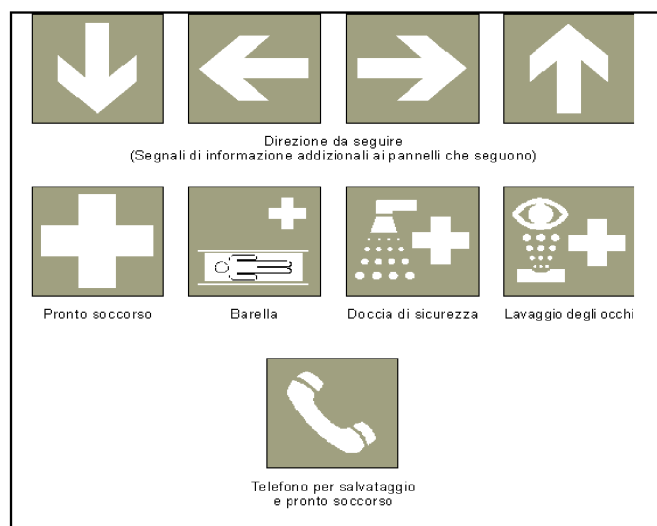 Direzione da seguire
(Segnali di informazione addizionali ai pannelli che seguono)
Pronto soccorso
Barella
Doccia di sicurezza
Lavaggio degli occhi
Telefono per salvataggio
e pronto soccorso